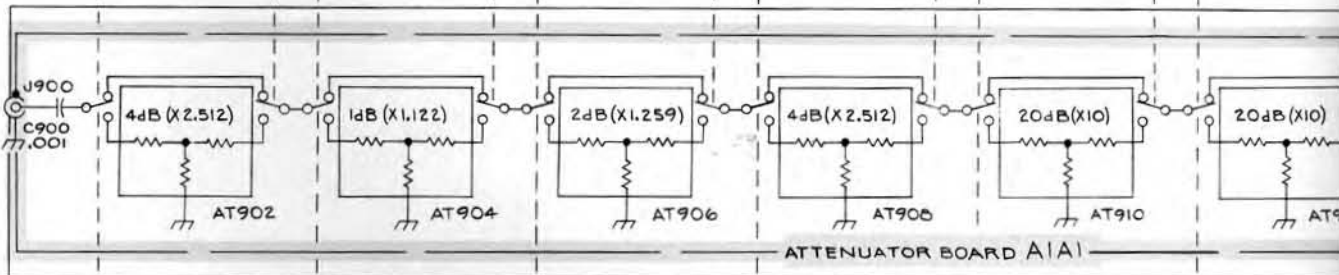 J900
C900
.001
4dB (X2.512)
1dB (X1.122)
2dB (X1.259)
4dB (X2.512)
20dB (X10)
20dB (X10)
AT902
AT904
AT906
AT908
AT910
AT9
ATTENUATOR BOARD A1A1